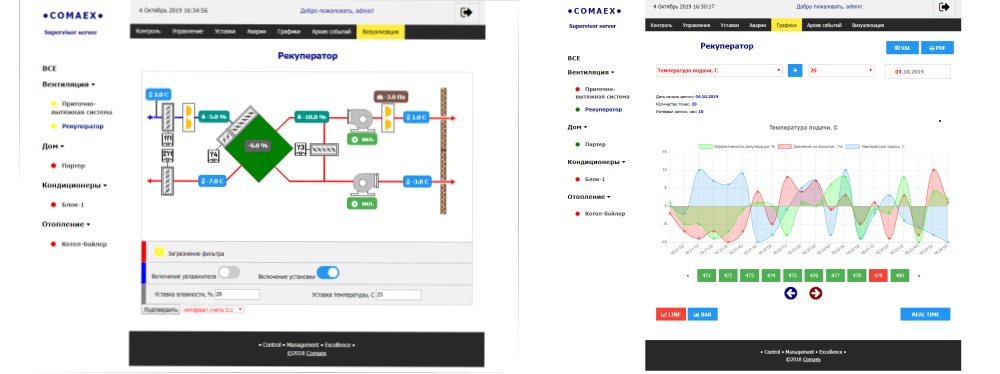 •COMAEX•
Supervisor server
4 Октябрь 2019 16:34:56
Добро пожаловать, admin!
Контроль Управление Уставки Аварии Графики Архив событий Визуализация
Рекуператор
ВСЕ
Вентиляция
Приточно-
вытяжная система
Рекуператор
Дом
Партер
Кондиционеры
Блок-1
Отопление
Котел-бойлер
2.0 C
-5.0 %
-10.0 %
-2.0 Па
1.0 C
-6.0 %
вкл.
Y4
Y3
-7.0 C
-3.0 C
вкл.
Загрязнение фильтра
Включение увлажнителя
Включение установки
Уставка влажности, % 20
Уставка температуры, C 25
Подтвердить
интервал счета 0.1
• Control • Management • Excellence •
©2018 Comaex
•COMAEX•
Supervisor server
4 Октябрь 2019 16:30:17
Добро пожаловать, admin!
Контроль Управление Уставки Аварии Графики Архив событий Визуализация
Рекуператор
VAL
PDF
ВСЕ
Вентиляция
Приточно-
вытяжная система
Рекуператор
Дом
Партер
Кондиционеры
Блок-1
Отопление
Котел-бойлер
Температура подачи, C
+
20
04.10.2019
Дата начала записи: 04.10.2019
Количество точек: 20
Интервал записи, сек: 10
Температура подачи, C
Эффективность рекуперации, %
Давление на фильтре, Па
Температура подачи, C
15
10
5
0
-5
-10
« 471 472 473 474 475 476 477 478 479 480 »
LINE
BAR
REAL TIME
• Control • Management • Excellence •
©2018 Comaex